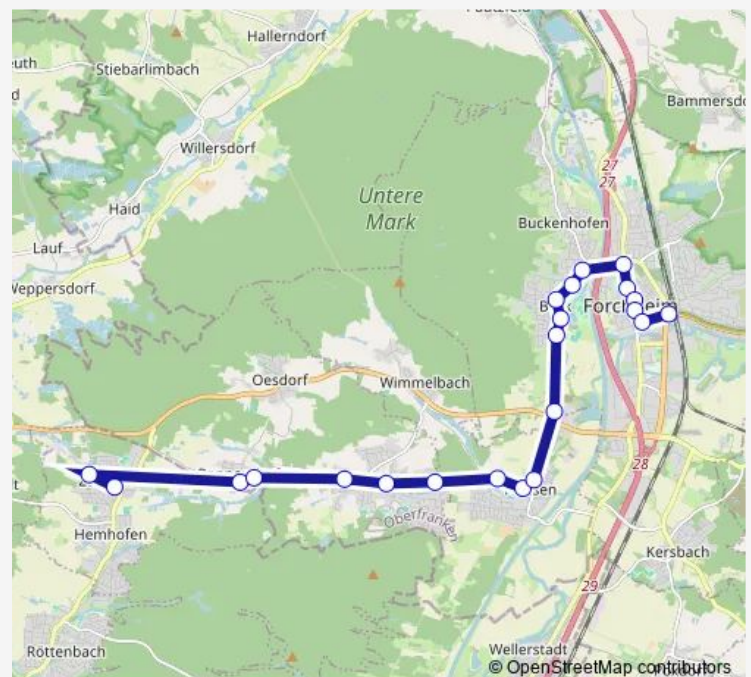 Hallerndorf
Stiebarlimbach
Bammersdo
Willersdorf
27
27
Untere
Mark
Haid
Buckenhofen
Lauf
Weppersdorf
Forchheim
Oesdorf
Wimmelbach
28
Oberfranken
Hemhofen
Kersbach
29
Röttenbach
Wellerstadt
© OpenStreetMap contributors